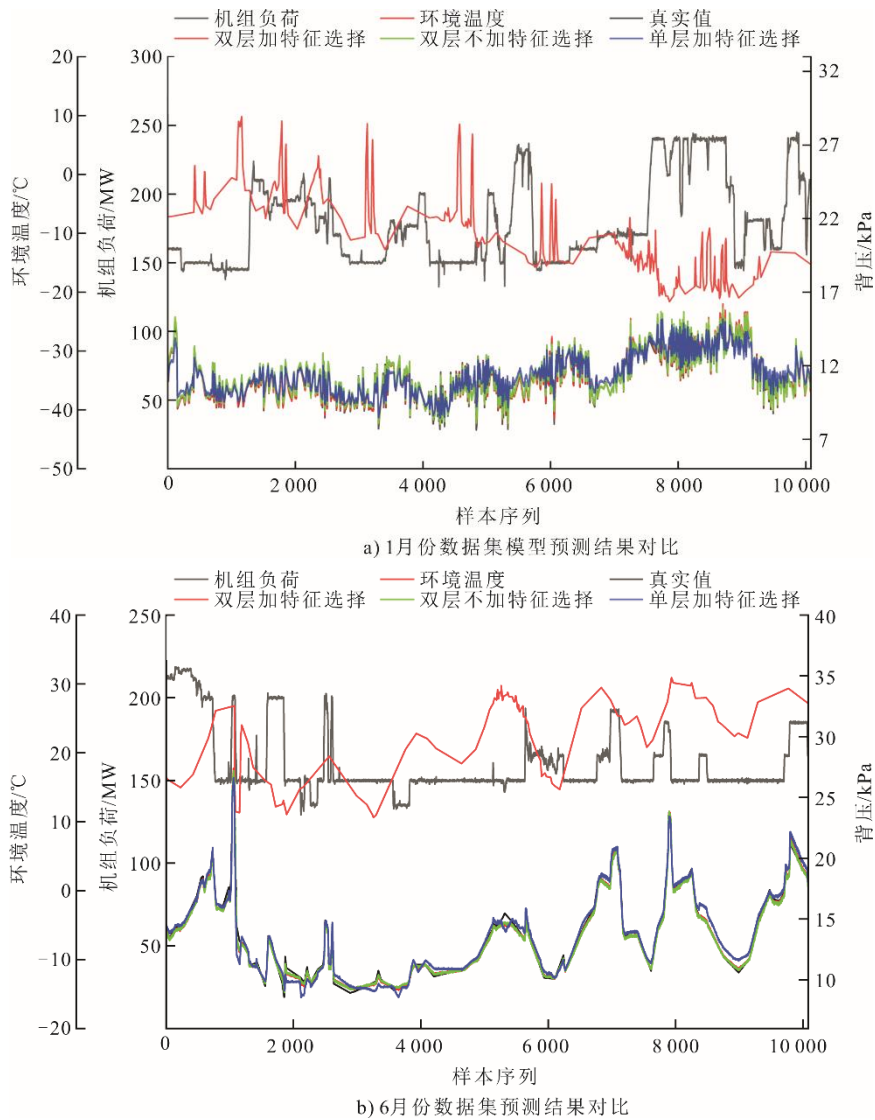 机组负荷 环境温度 真实值
双层加特征选择 双层不加特征选择 单层加特征选择
20 300 32
10 250 27
0 200 22
-10 150 17
-20 100 12
-30 50 7
-40
-50
环境温度/℃
机组负荷/MW
背压/kPa
0 2 000 4 000 6 000 8 000 10 000
样本序列
a) 1月份数据集模型预测结果对比
机组负荷 环境温度 真实值
双层加特征选择 双层不加特征选择 单层加特征选择
40 250 40
30 200 35
20 150 30
10 100 25
0 50 20
-10 15
-20 10
环境温度/℃
机组负荷/MW
背压/kPa
0 2 000 4 000 6 000 8 000 10 000
样本序列
b) 6月份数据集预测结果对比